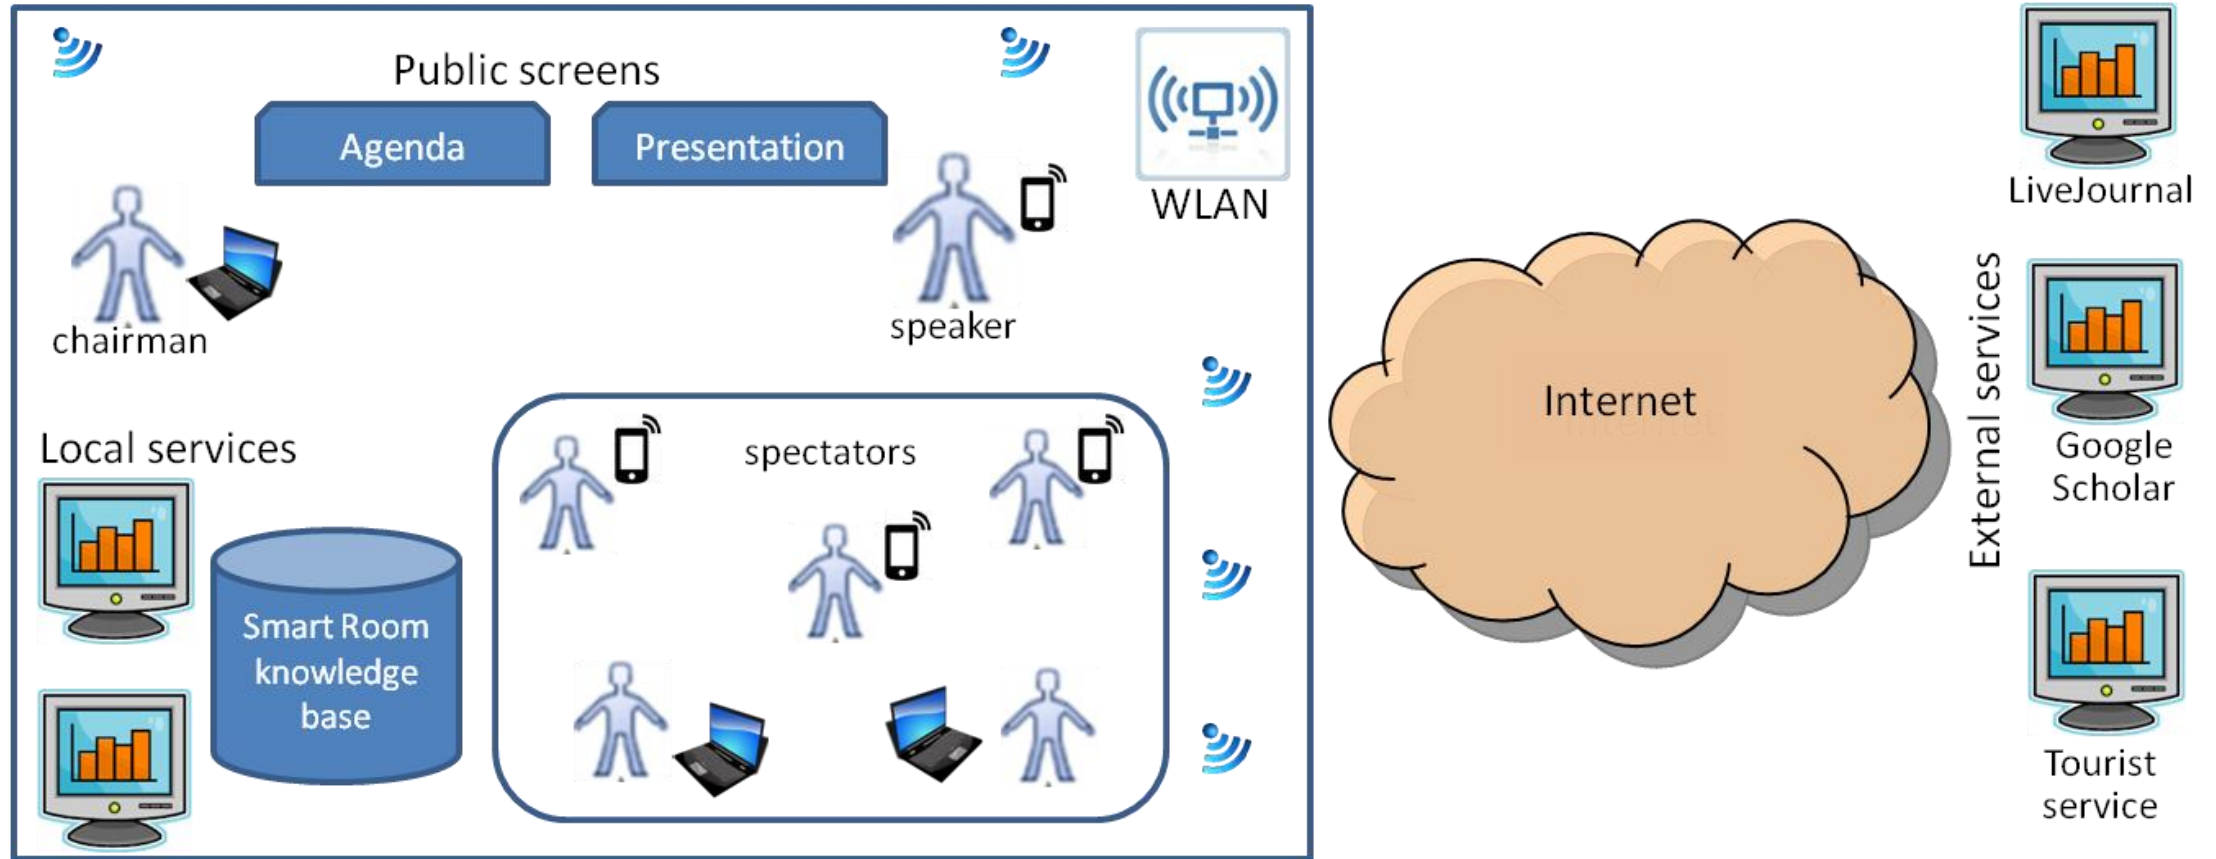 Public screens
Agenda
Presentation
WLAN
chairman
speaker
Local services
Smart Room
knowledge
base
spectators
Internet
External services
LiveJournal
Google
Scholar
Tourist
service